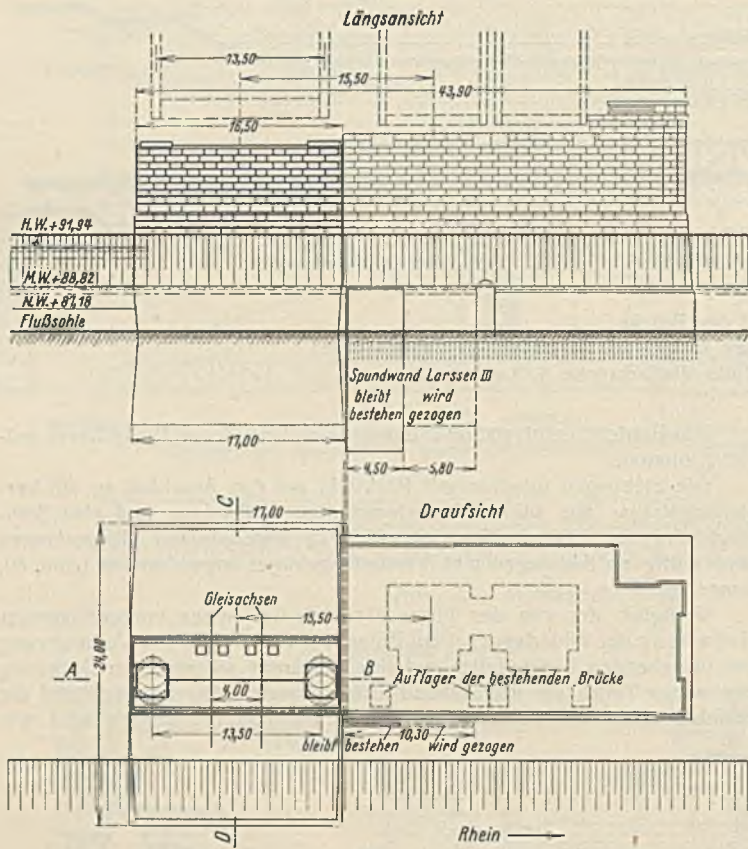 Längsansicht
13,50
15,50
43,90
16,50
H.W.+91,94
M.W.+88,82
N.W.+87,18
Flußsohle
Spundwand Larssen III
bleibt wird
bestehen gezogen
17,00
4,50 5,80
C
17,00
Draufsicht
24,00
Gleisachsen
15,50
A
B
4,00
Auflager der bestehenden Brücke
13,50
10,30
bleibt bestehen wird gezogen
D
Rhein